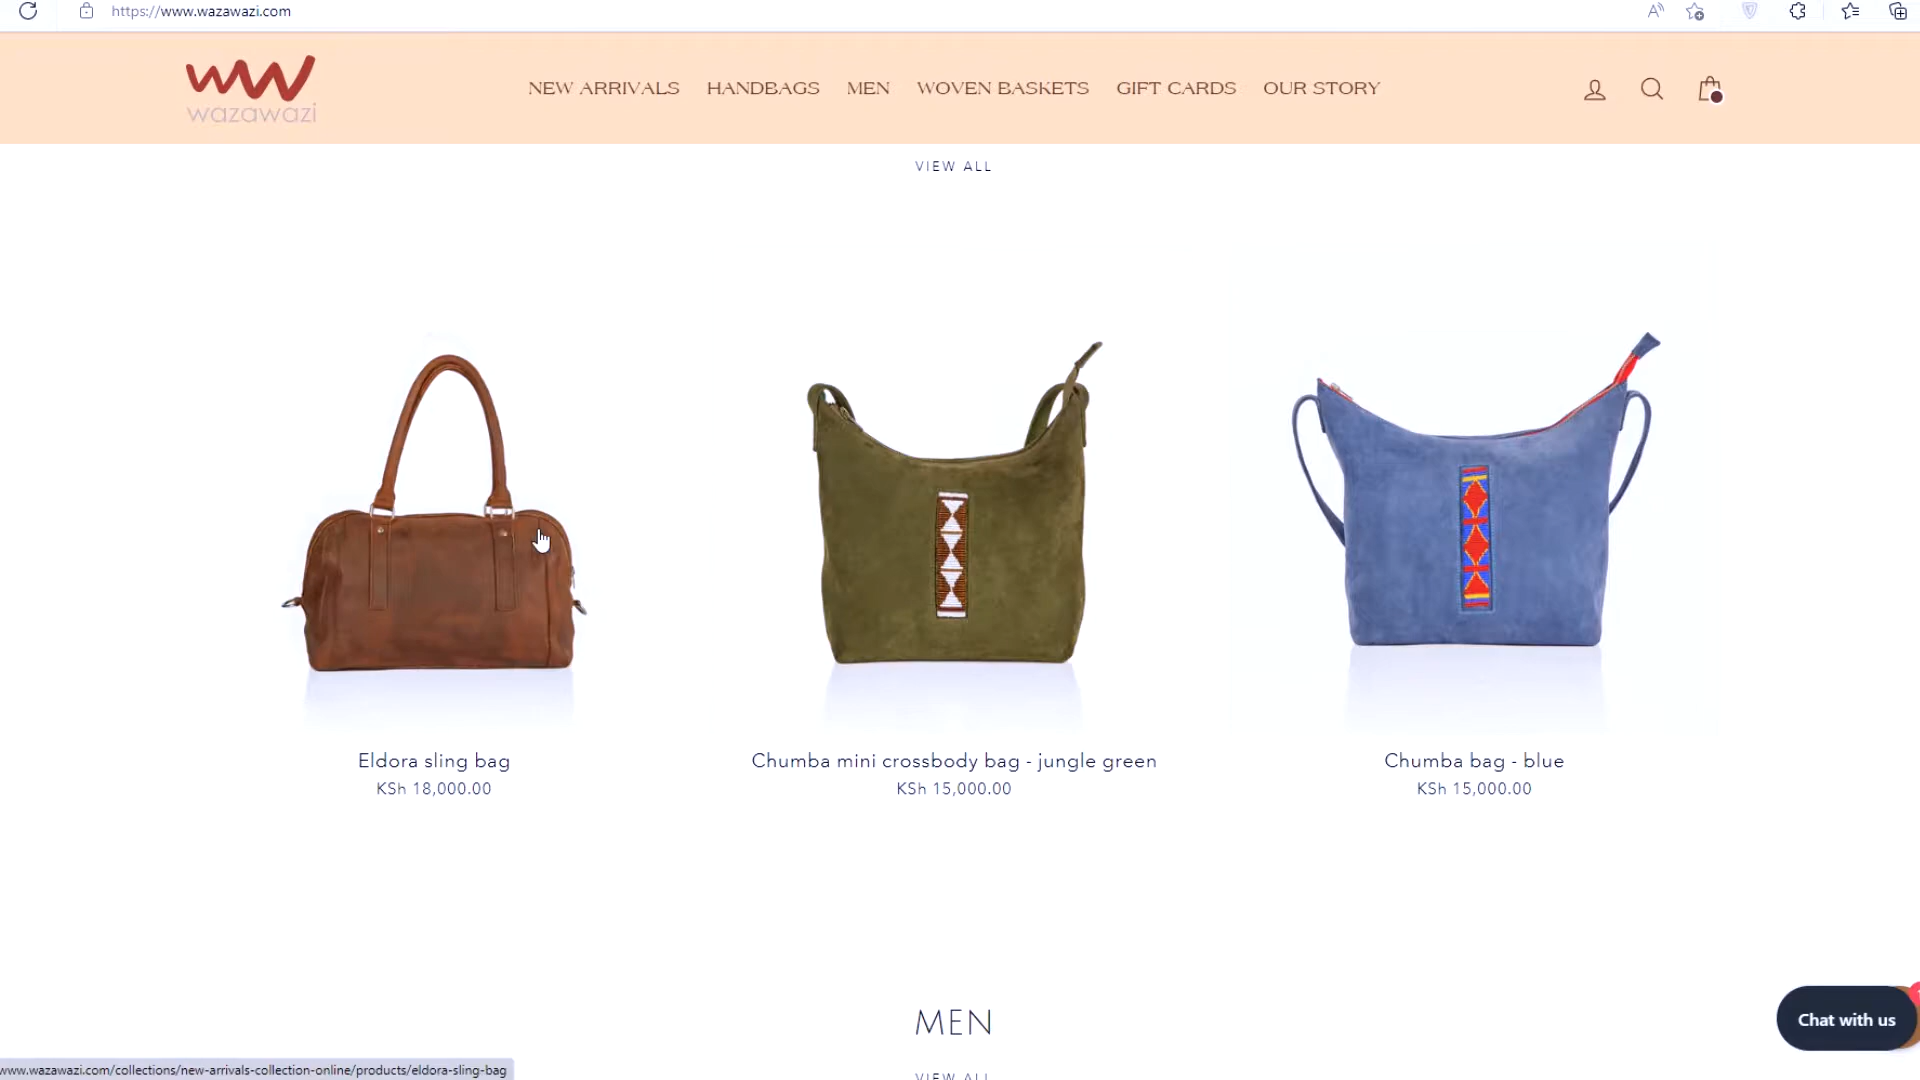 https://www.wazawazi.com
wazawazi
NEW ARRIVALS HANDBAGS MEN WOVEN BASKETS GIFT CARDS OUR STORY
VIEW ALL
Eldora sling bag
KSh 18,000.00
Chumba mini crossbody bag - jungle green
KSh 15,000.00
Chumba bag - blue
KSh 15,000.00
MEN
VIEW ALL
Chat with us
www.wazawazi.com/collections/new-arrivals-collection-online/products/eldora-sling-bag